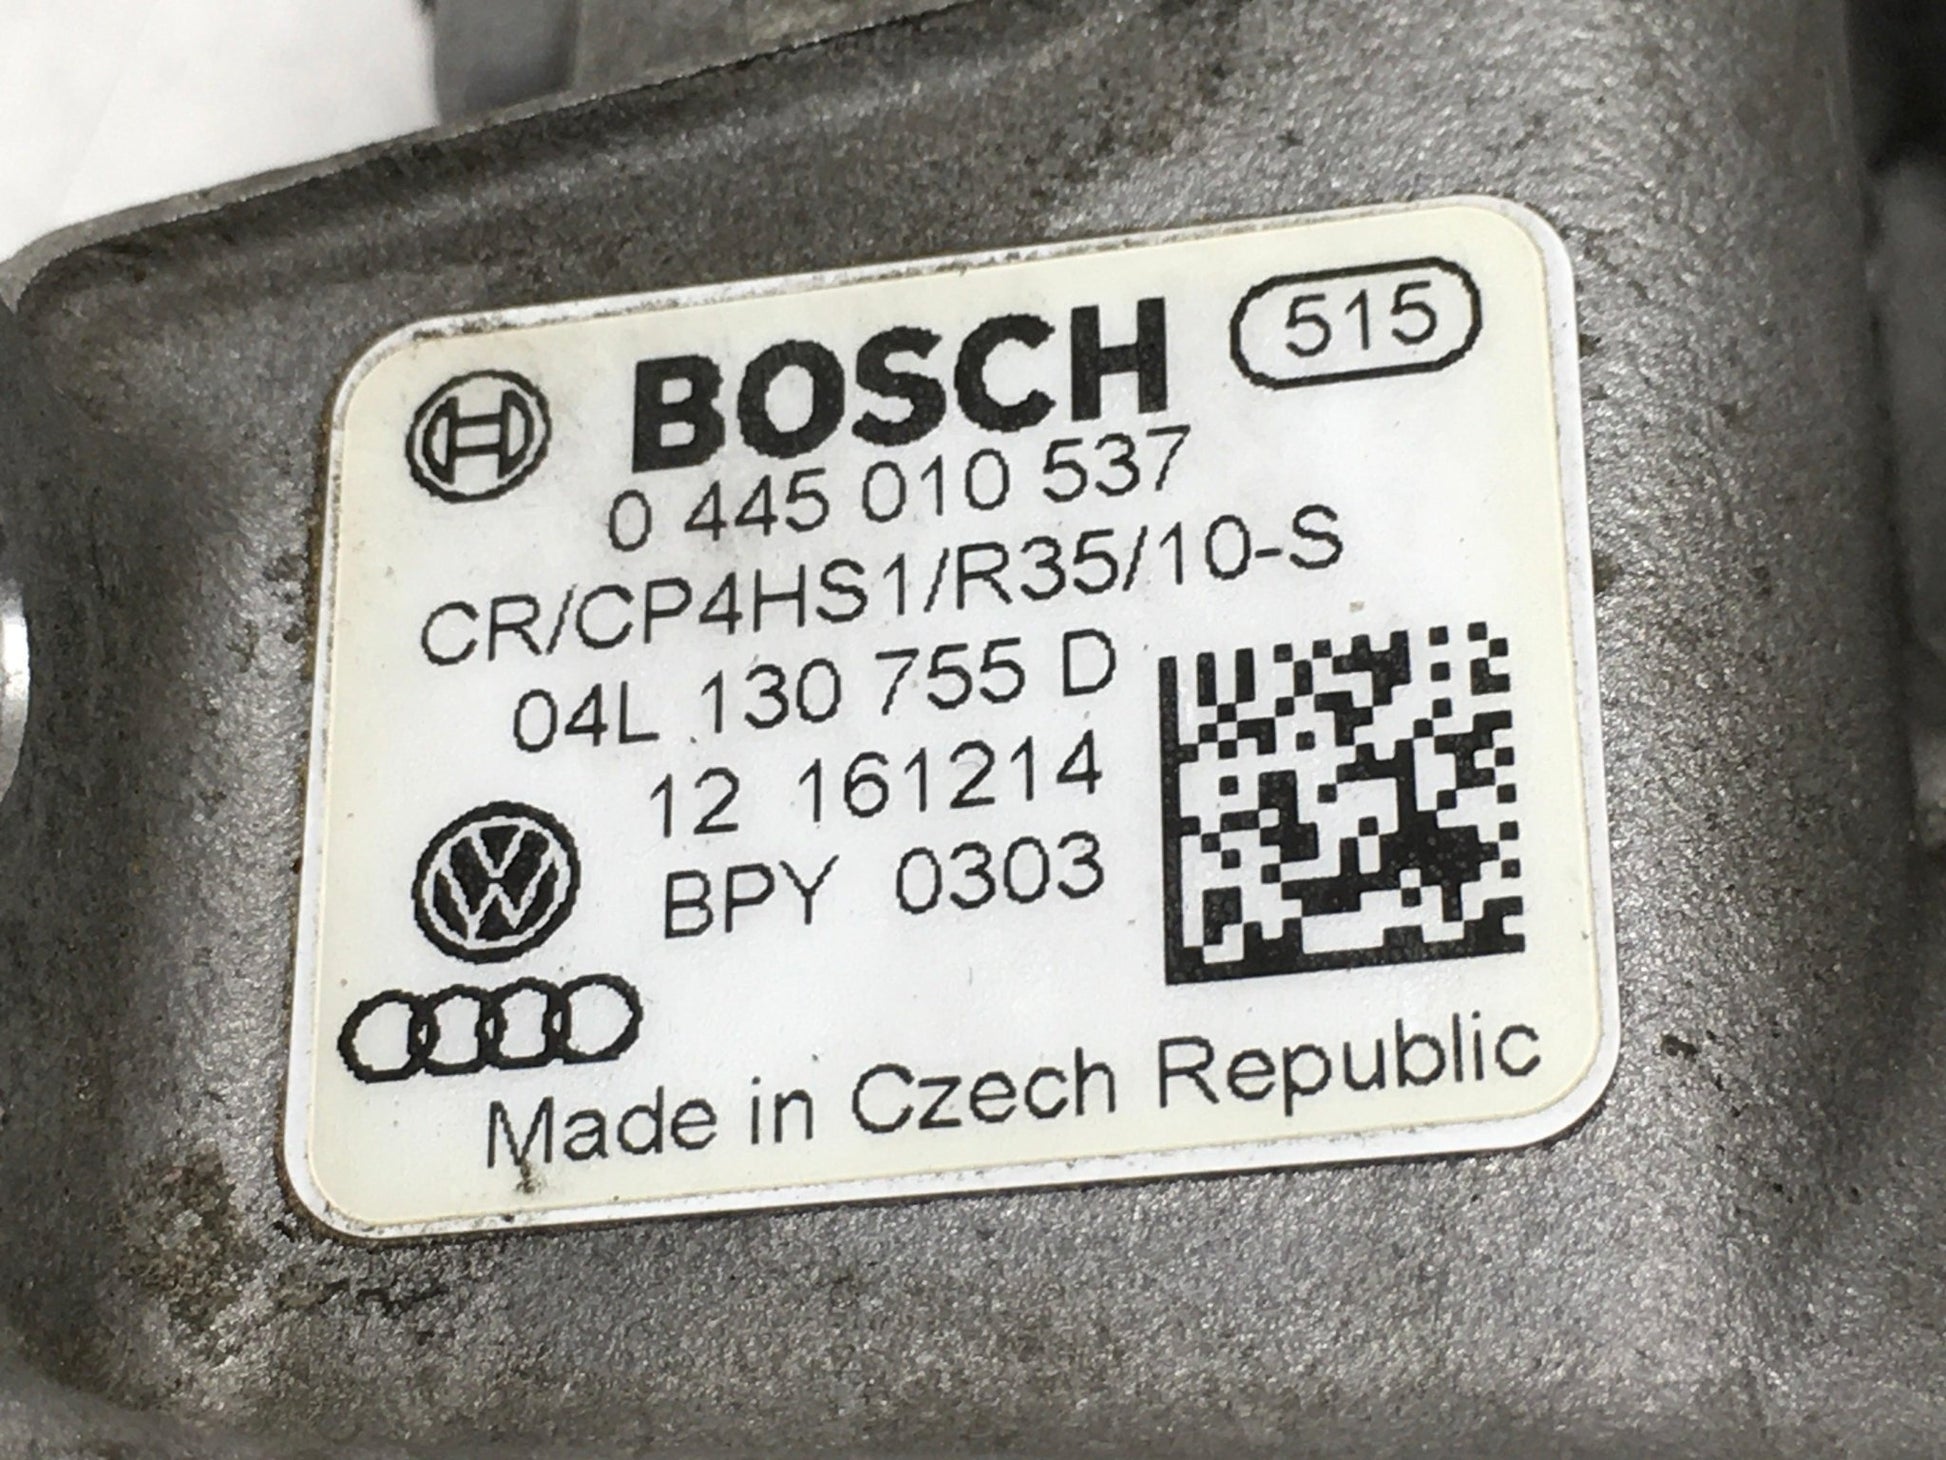 BOSCH 515
0 445 010 537
CR/CP4HS1/R35/10-S
04L 130 755 D
12 161214
BPY 0303
Made in Czech Republic